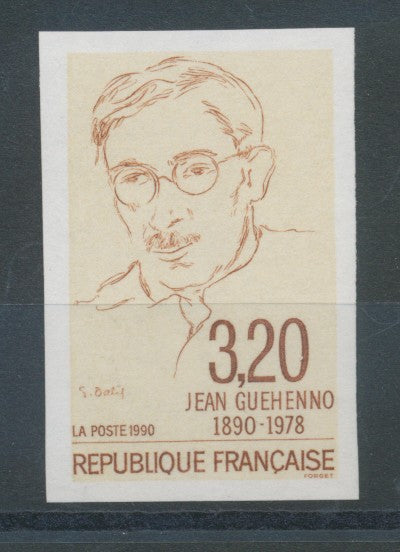 3,20
JEAN GUEHENNO
LA POSTE 1990 1890-1978
REPUBLIQUE FRANÇAISE
FORGET